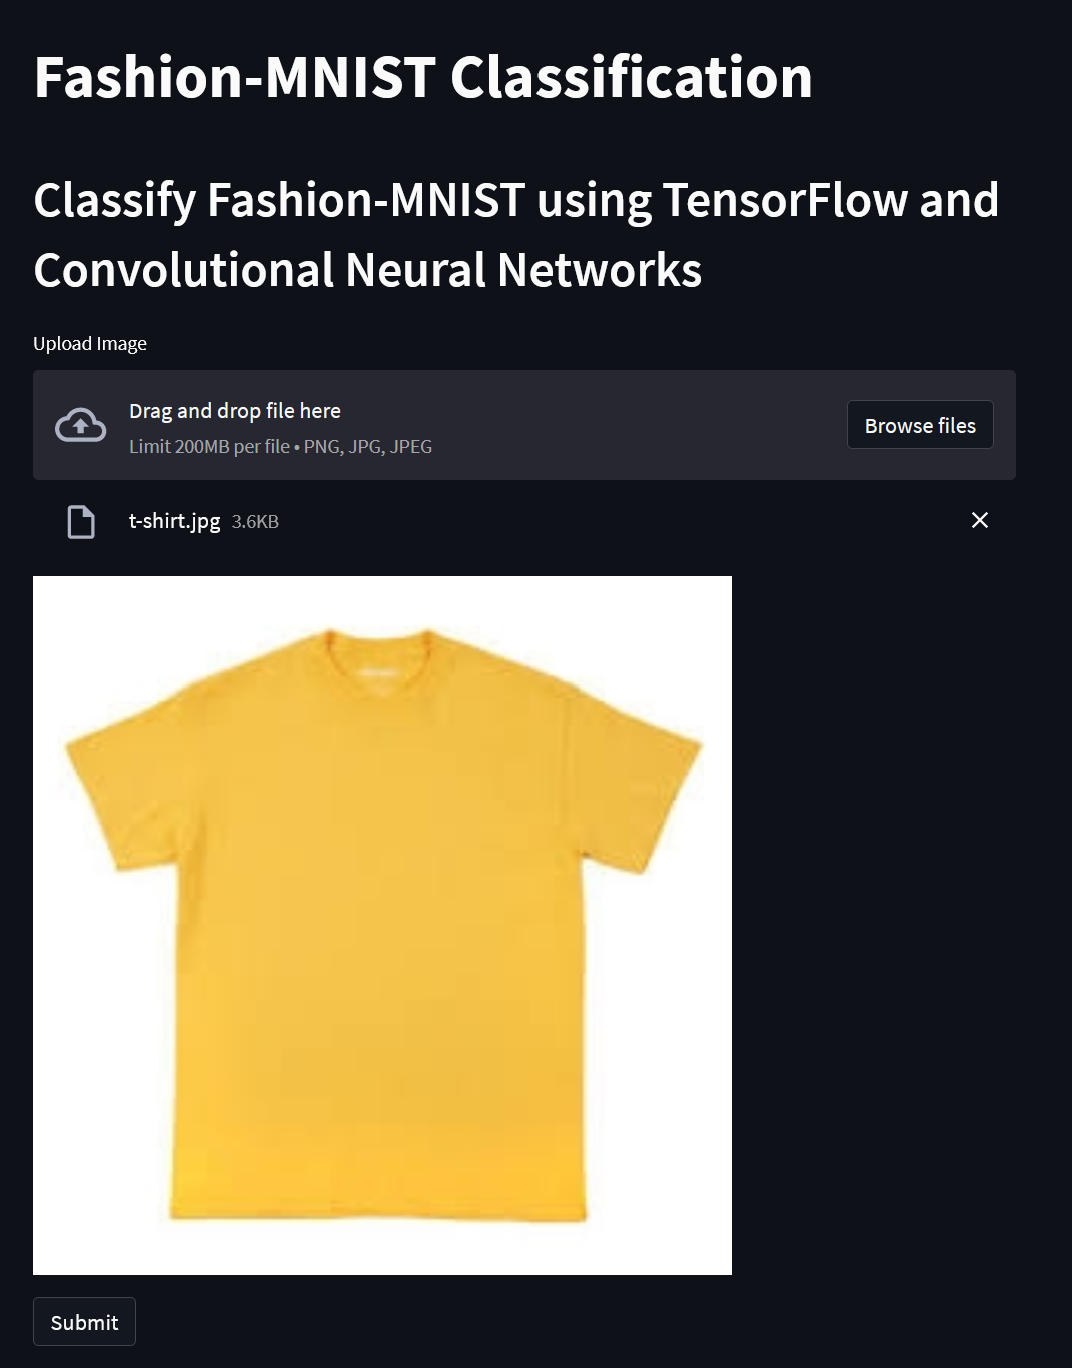 Fashion-MNIST Classification
Classify Fashion-MNIST using TensorFlow and
Convolutional Neural Networks
Upload Image
Drag and drop file here
Limit 200MB per file • PNG, JPG, JPEG
Browse files
t-shirt.jpg 3.6KB
Submit